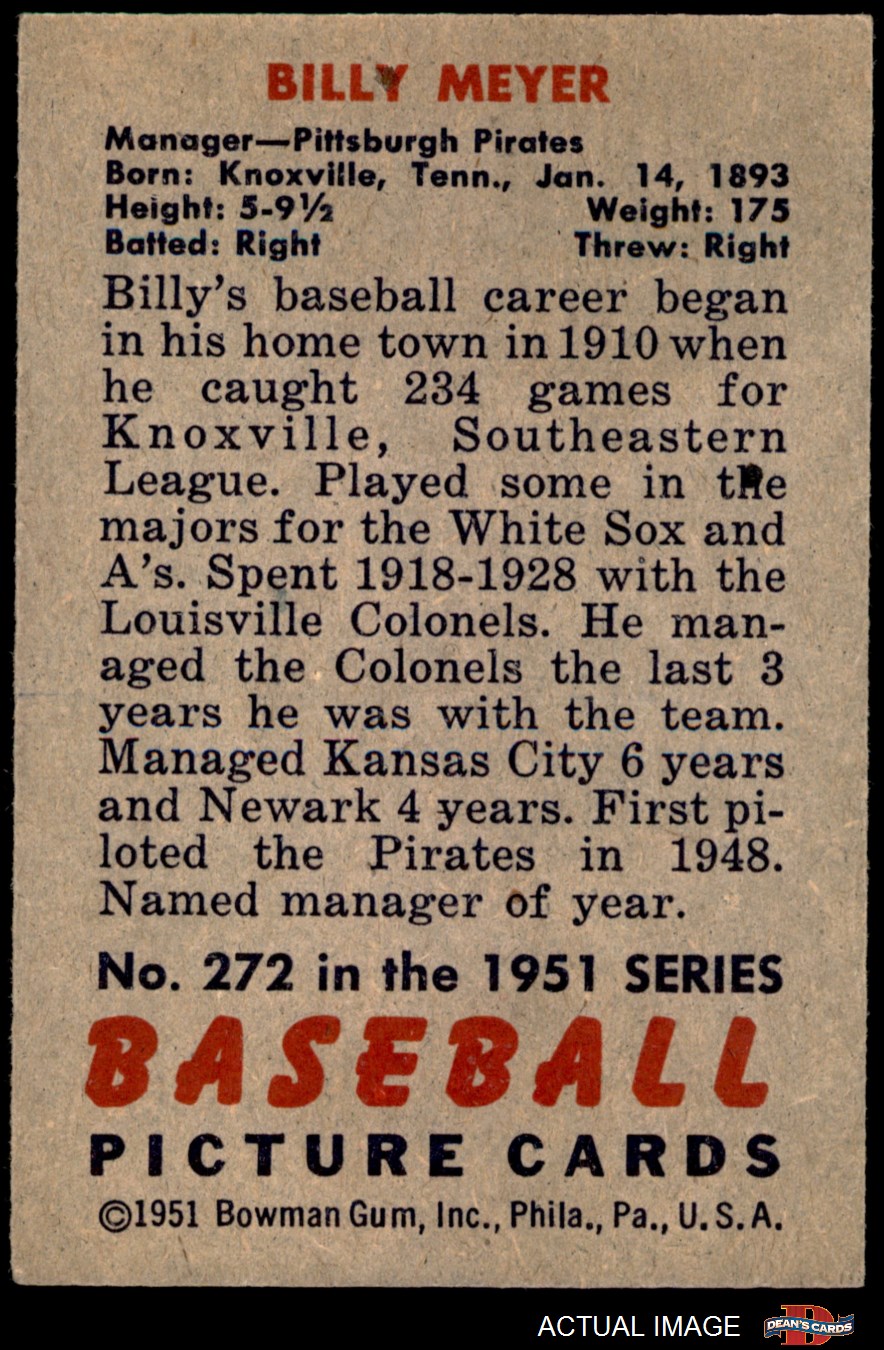 BILLY MEYER
Manager—Pittsburgh Pirates
Born: Knoxville, Tenn., Jan. 14, 1893
Height: 5-9½ Weight: 175
Batted: Right Threw: Right
Billy's baseball career began
in his home town in 1910 when
he caught 234 games for
Knoxville, Southeastern
League. Played some in the
majors for the White Sox and
A's. Spent 1918-1928 with the
Louisville Colonels. He man-
aged the Colonels the last 3
years he was with the team.
Managed Kansas City 6 years
and Newark 4 years. First pi-
loted the Pirates in 1948.
Named manager of year.
No. 272 in the 1951 SERIES
BASEBALL
PICTURE CARDS
©1951 Bowman Gum, Inc., Phila., Pa., U.S.A.
ACTUAL IMAGE
D
DEAN'S CARDS